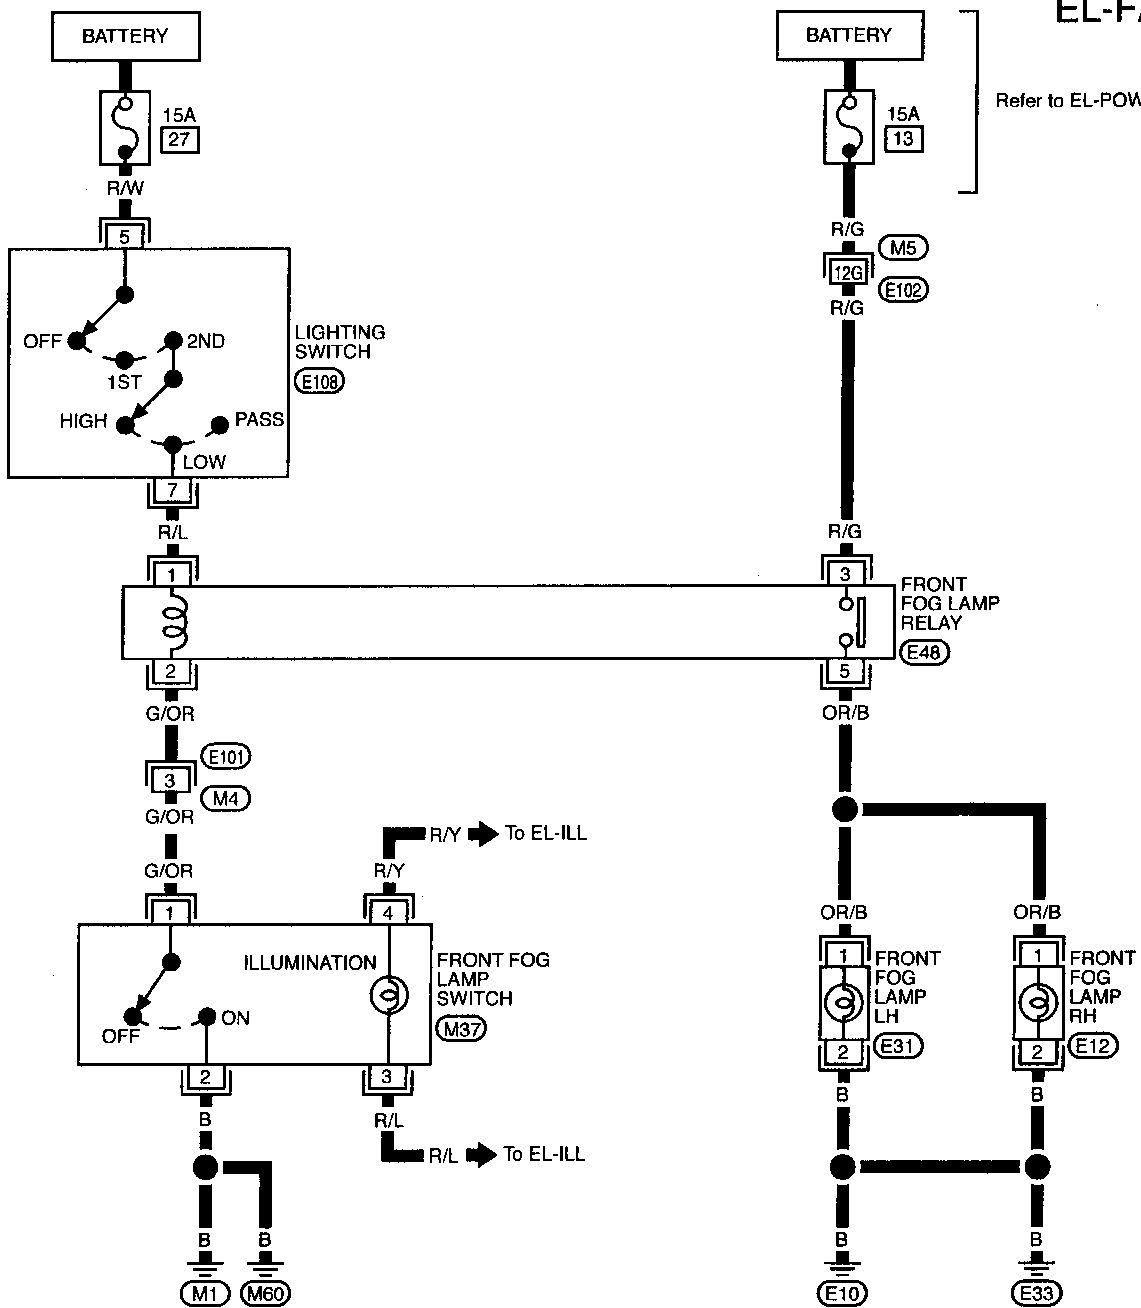 EL-FA
BATTERY
BATTERY
Refer to EL-POW
15A
27
15A
13
R/W
5
R/G
M5
12G
E102
R/G
OFF
2ND
1ST
LIGHTING
SWITCH
E108
HIGH
PASS
LOW
7
R/L
R/G
1
3
FRONT
FOG LAMP
RELAY
E48
2
5
G/OR
OR/B
E101
3
M4
G/OR
R/Y
To EL-ILL
G/OR
R/Y
1
4
ILLUMINATION
FRONT FOG
LAMP
SWITCH
M37
OFF
ON
2
3
B
R/L
R/L
To EL-ILL
B
B
M1
M60
OR/B
OR/B
1
FRONT
FOG
LAMP
LH
E31
2
1
FRONT
FOG
LAMP
RH
E12
2
B
B
B
B
E10
E33